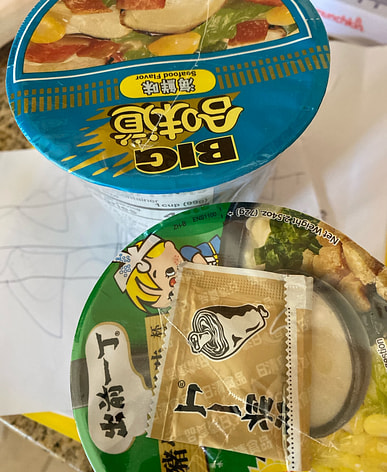 BIG
合味道
海鮮味
Seafood Flavor
Net Weight 2.54oz (72g)
出前一丁
豬
前一丁